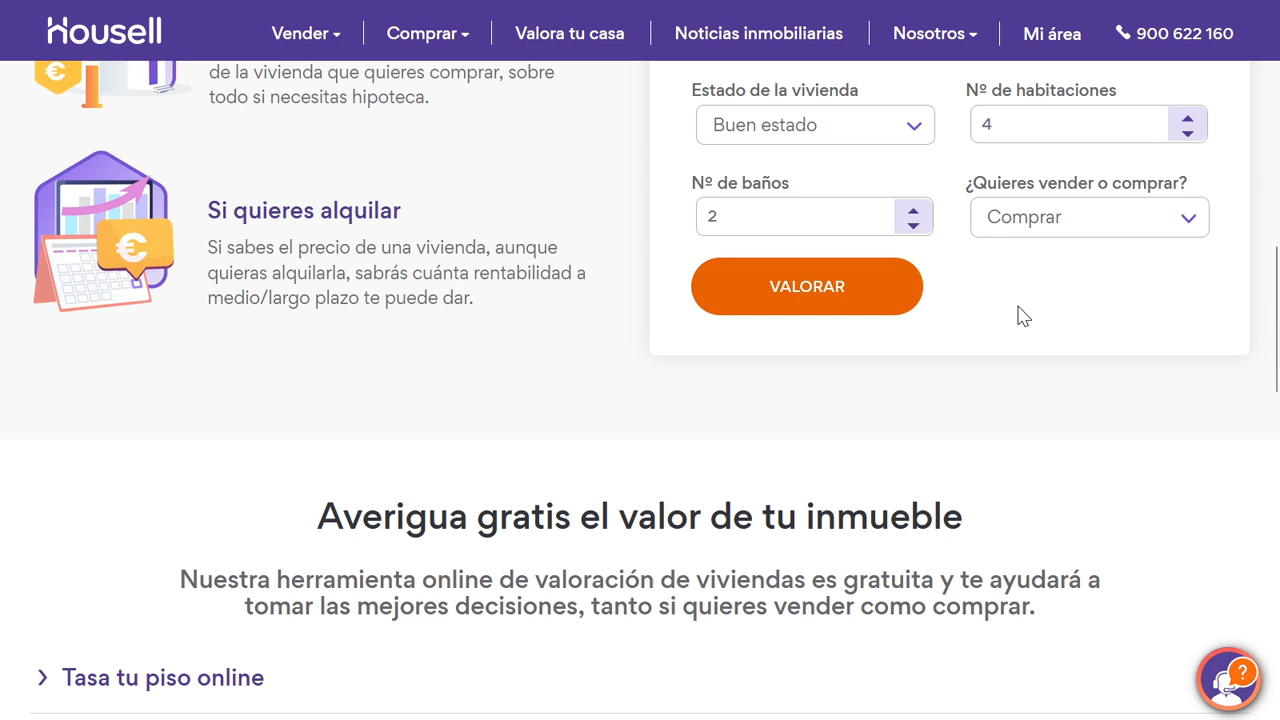 Housell
Vender
Comprar
Valora tu casa
Noticias inmobiliarias
Nosotros
Mi área
900 622 160
de la vivienda que quieres comprar, sobre
todo si necesitas hipoteca.
Si quieres alquilar
Si sabes el precio de una vivienda, aunque
quieras alquilarla, sabrás cuánta rentabilidad a
medio/largo plazo te puede dar.
Estado de la vivienda
Buen estado
Nº de habitaciones
4
Nº de baños
2
¿Quieres vender o comprar?
Comprar
VALORAR
Averigua gratis el valor de tu inmueble
Nuestra herramienta online de valoración de viviendas es gratuita y te ayudará a
tomar las mejores decisiones, tanto si quieres vender como comprar.
Tasa tu piso online